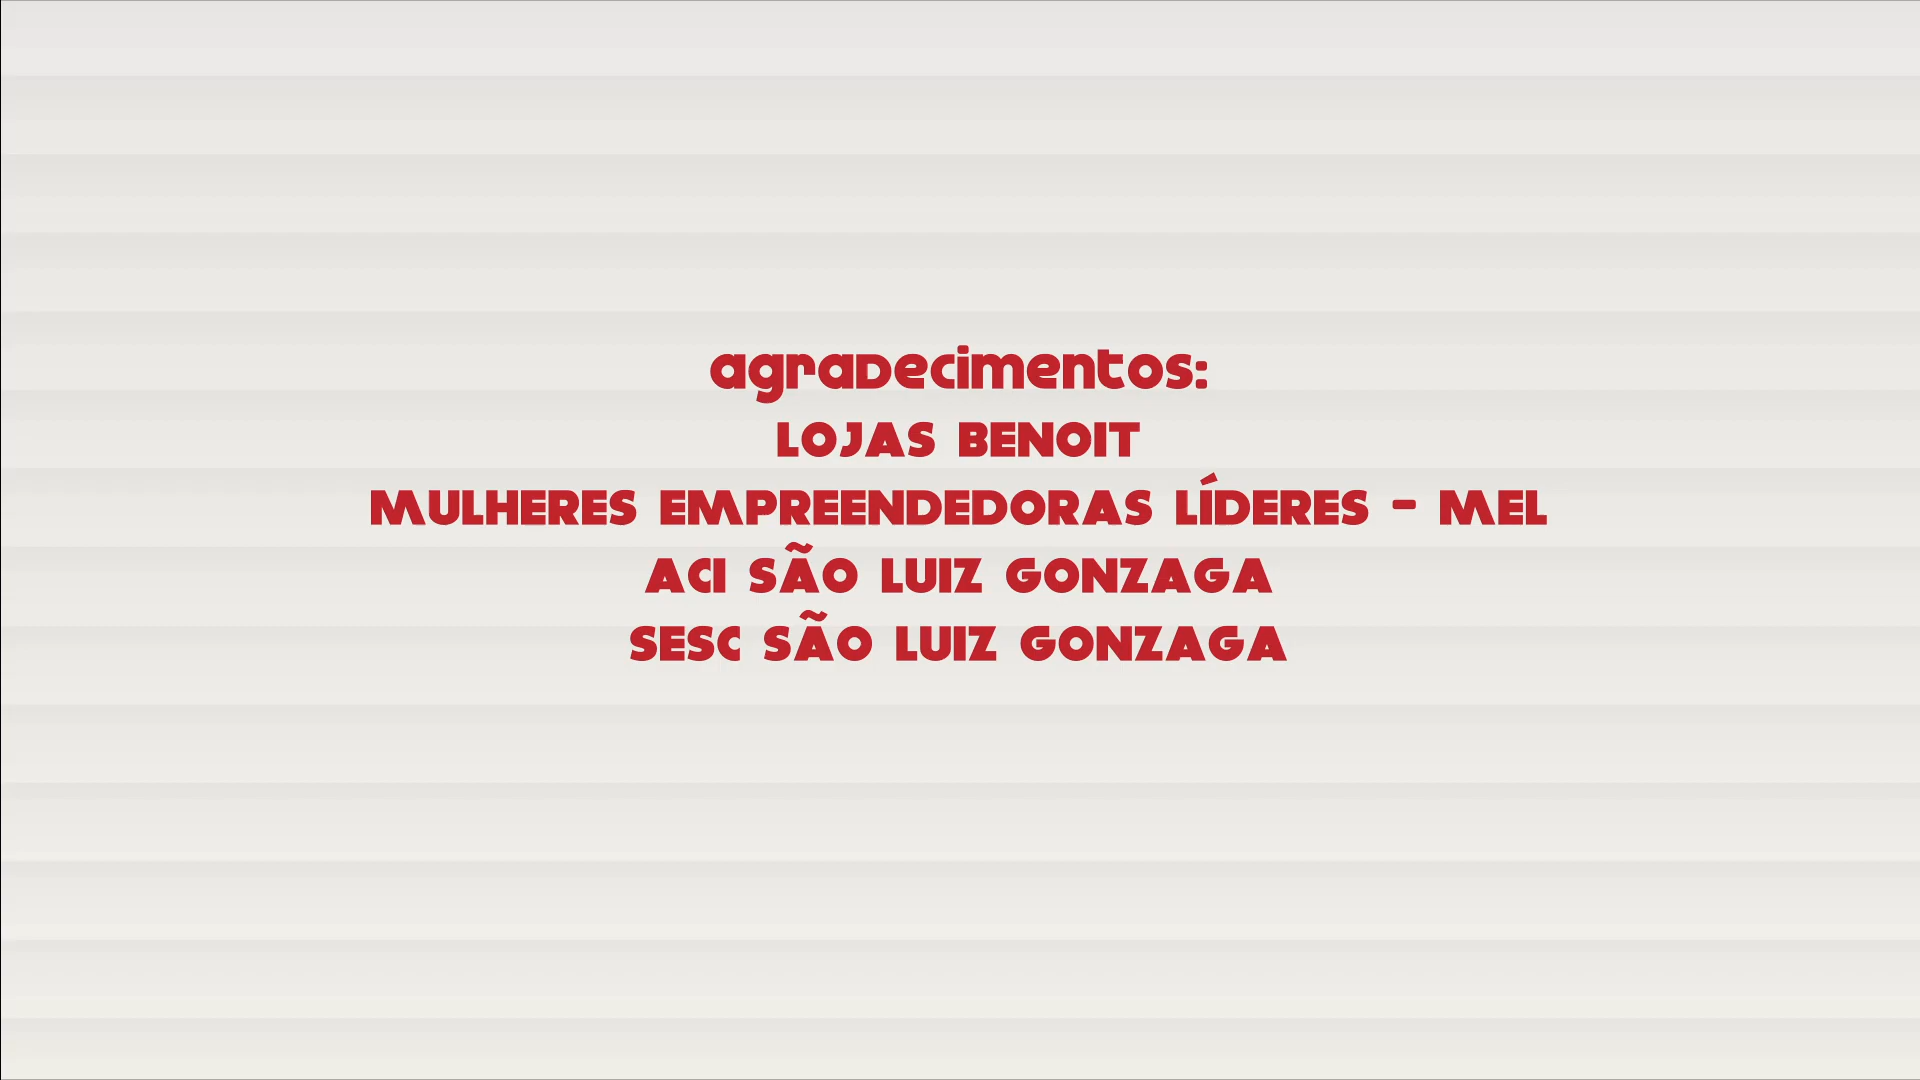 agradecimentos:
LOJAS BENOIT
MULHERES EMPREENDEDORAS LÍDERES - MEL
ACI SÃO LUIZ GONZAGA
SESC SÃO LUIZ GONZAGA